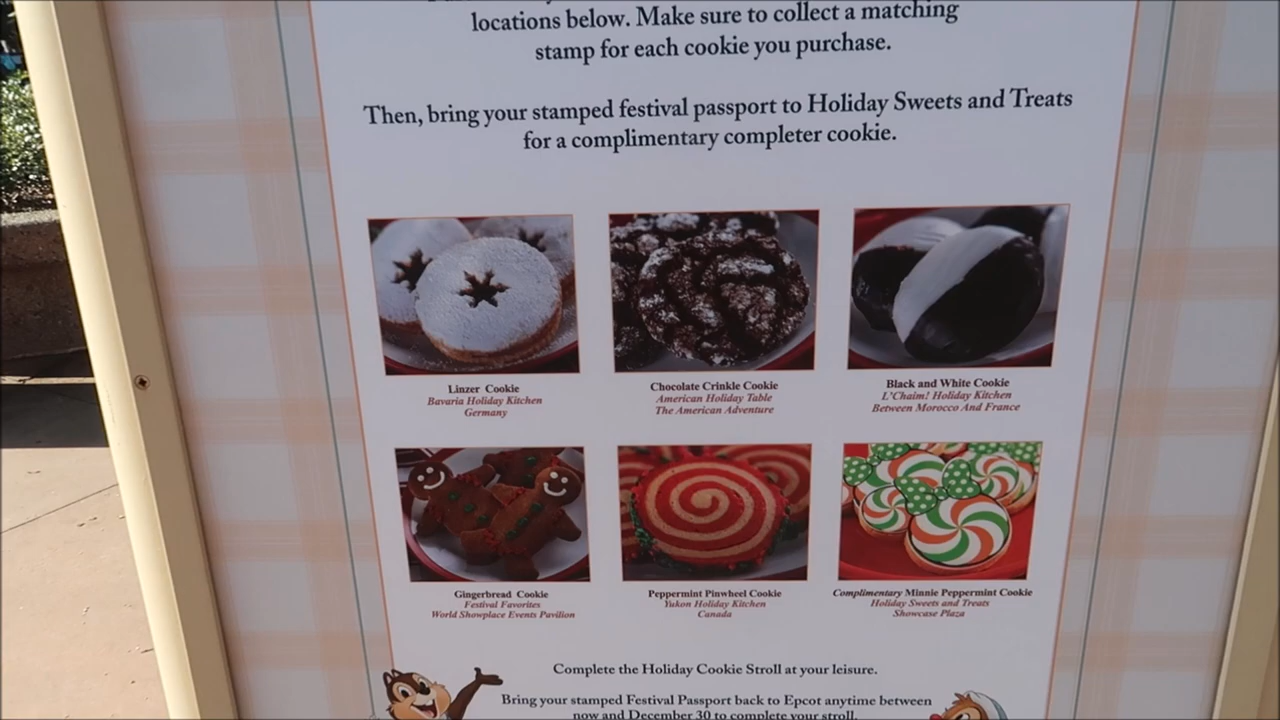 locations below. Make sure to collect a matching
stamp for each cookie you purchase.
Then, bring your stamped festival passport to Holiday Sweets and Treats
for a complimentary completer cookie.
Linzer Cookie
Bavaria Holiday Kitchen
Germany
Chocolate Crinkle Cookie
American Holiday Table
The American Adventure
Black and White Cookie
L'Chaim! Holiday Kitchen
Between Morocco And France
Gingerbread Cookie
Festival Favorites
World Showplace Events Pavilion
Peppermint Pinwheel Cookie
Yukon Holiday Kitchen
Canada
Complimentary Minnie Peppermint Cookie
Holiday Sweets and Treats
Showcase Plaza
Complete the Holiday Cookie Stroll at your leisure.
Bring your stamped Festival Passport back to Epcot anytime between
now and December 30 to complete your stroll.